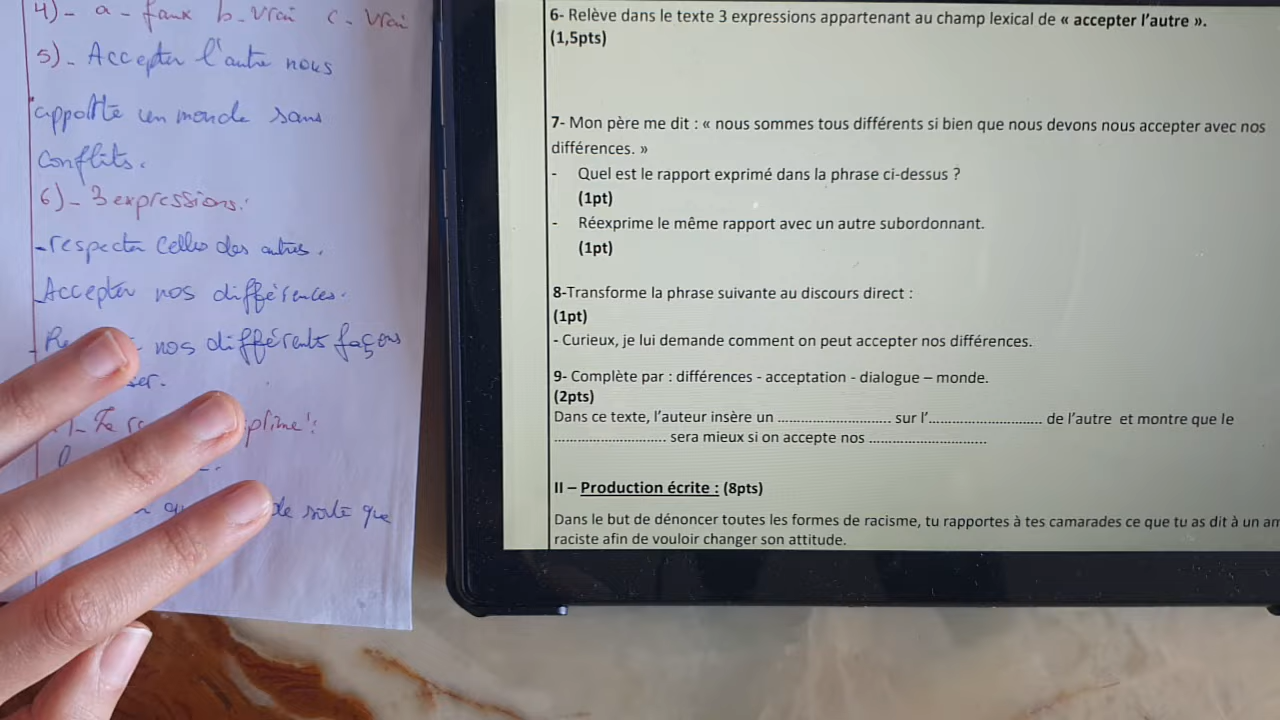 4)- a - faux b- vrai c - vrai
5)- Accepter l'autre nous
apporte un monde sans
conflits.
6)- 3 expressions:
-respecter celles des autres.
-Accepter nos différences.
- nos différents façons
de sorte que
6- Relève dans le texte 3 expressions appartenant au champ lexical de « accepter l'autre ».
(1,5pts)
7- Mon père me dit : « nous sommes tous différents si bien que nous devons nous accepter avec nos
différences. »
- Quel est le rapport exprimé dans la phrase ci-dessus ?
(1pt)
- Réexprime le même rapport avec un autre subordonnant.
(1pt)
8-Transforme la phrase suivante au discours direct :
(1pt)
- Curieux, je lui demande comment on peut accepter nos différences.
9- Complète par : différences - acceptation - dialogue – monde.
(2pts)
Dans ce texte, l'auteur insère un ............................. sur l'............................. de l'autre et montre que le
............................. sera mieux si on accepte nos .............................
II – Production écrite : (8pts)
Dans le but de dénoncer toutes les formes de racisme, tu rapportes à tes camarades ce que tu as dit à un
raciste afin de vouloir changer son attitude.